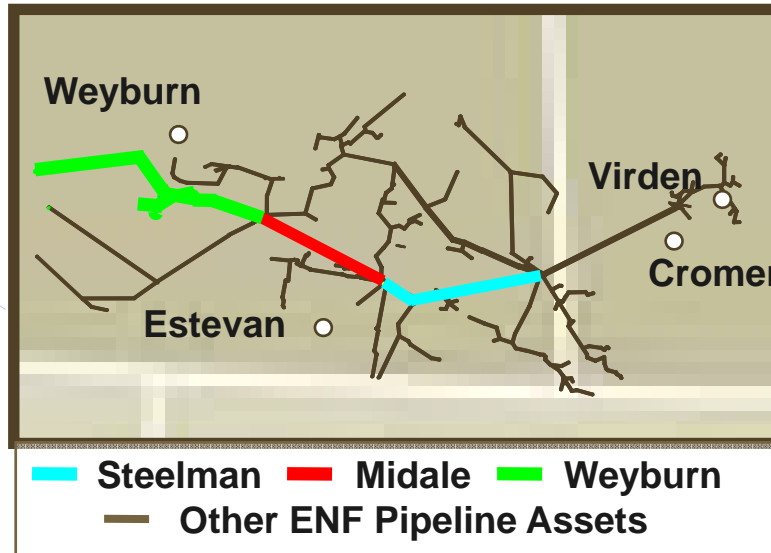 Weyburn
Virden
Cromer
Estevan
Steelman Midale Weyburn
Other ENF Pipeline Assets